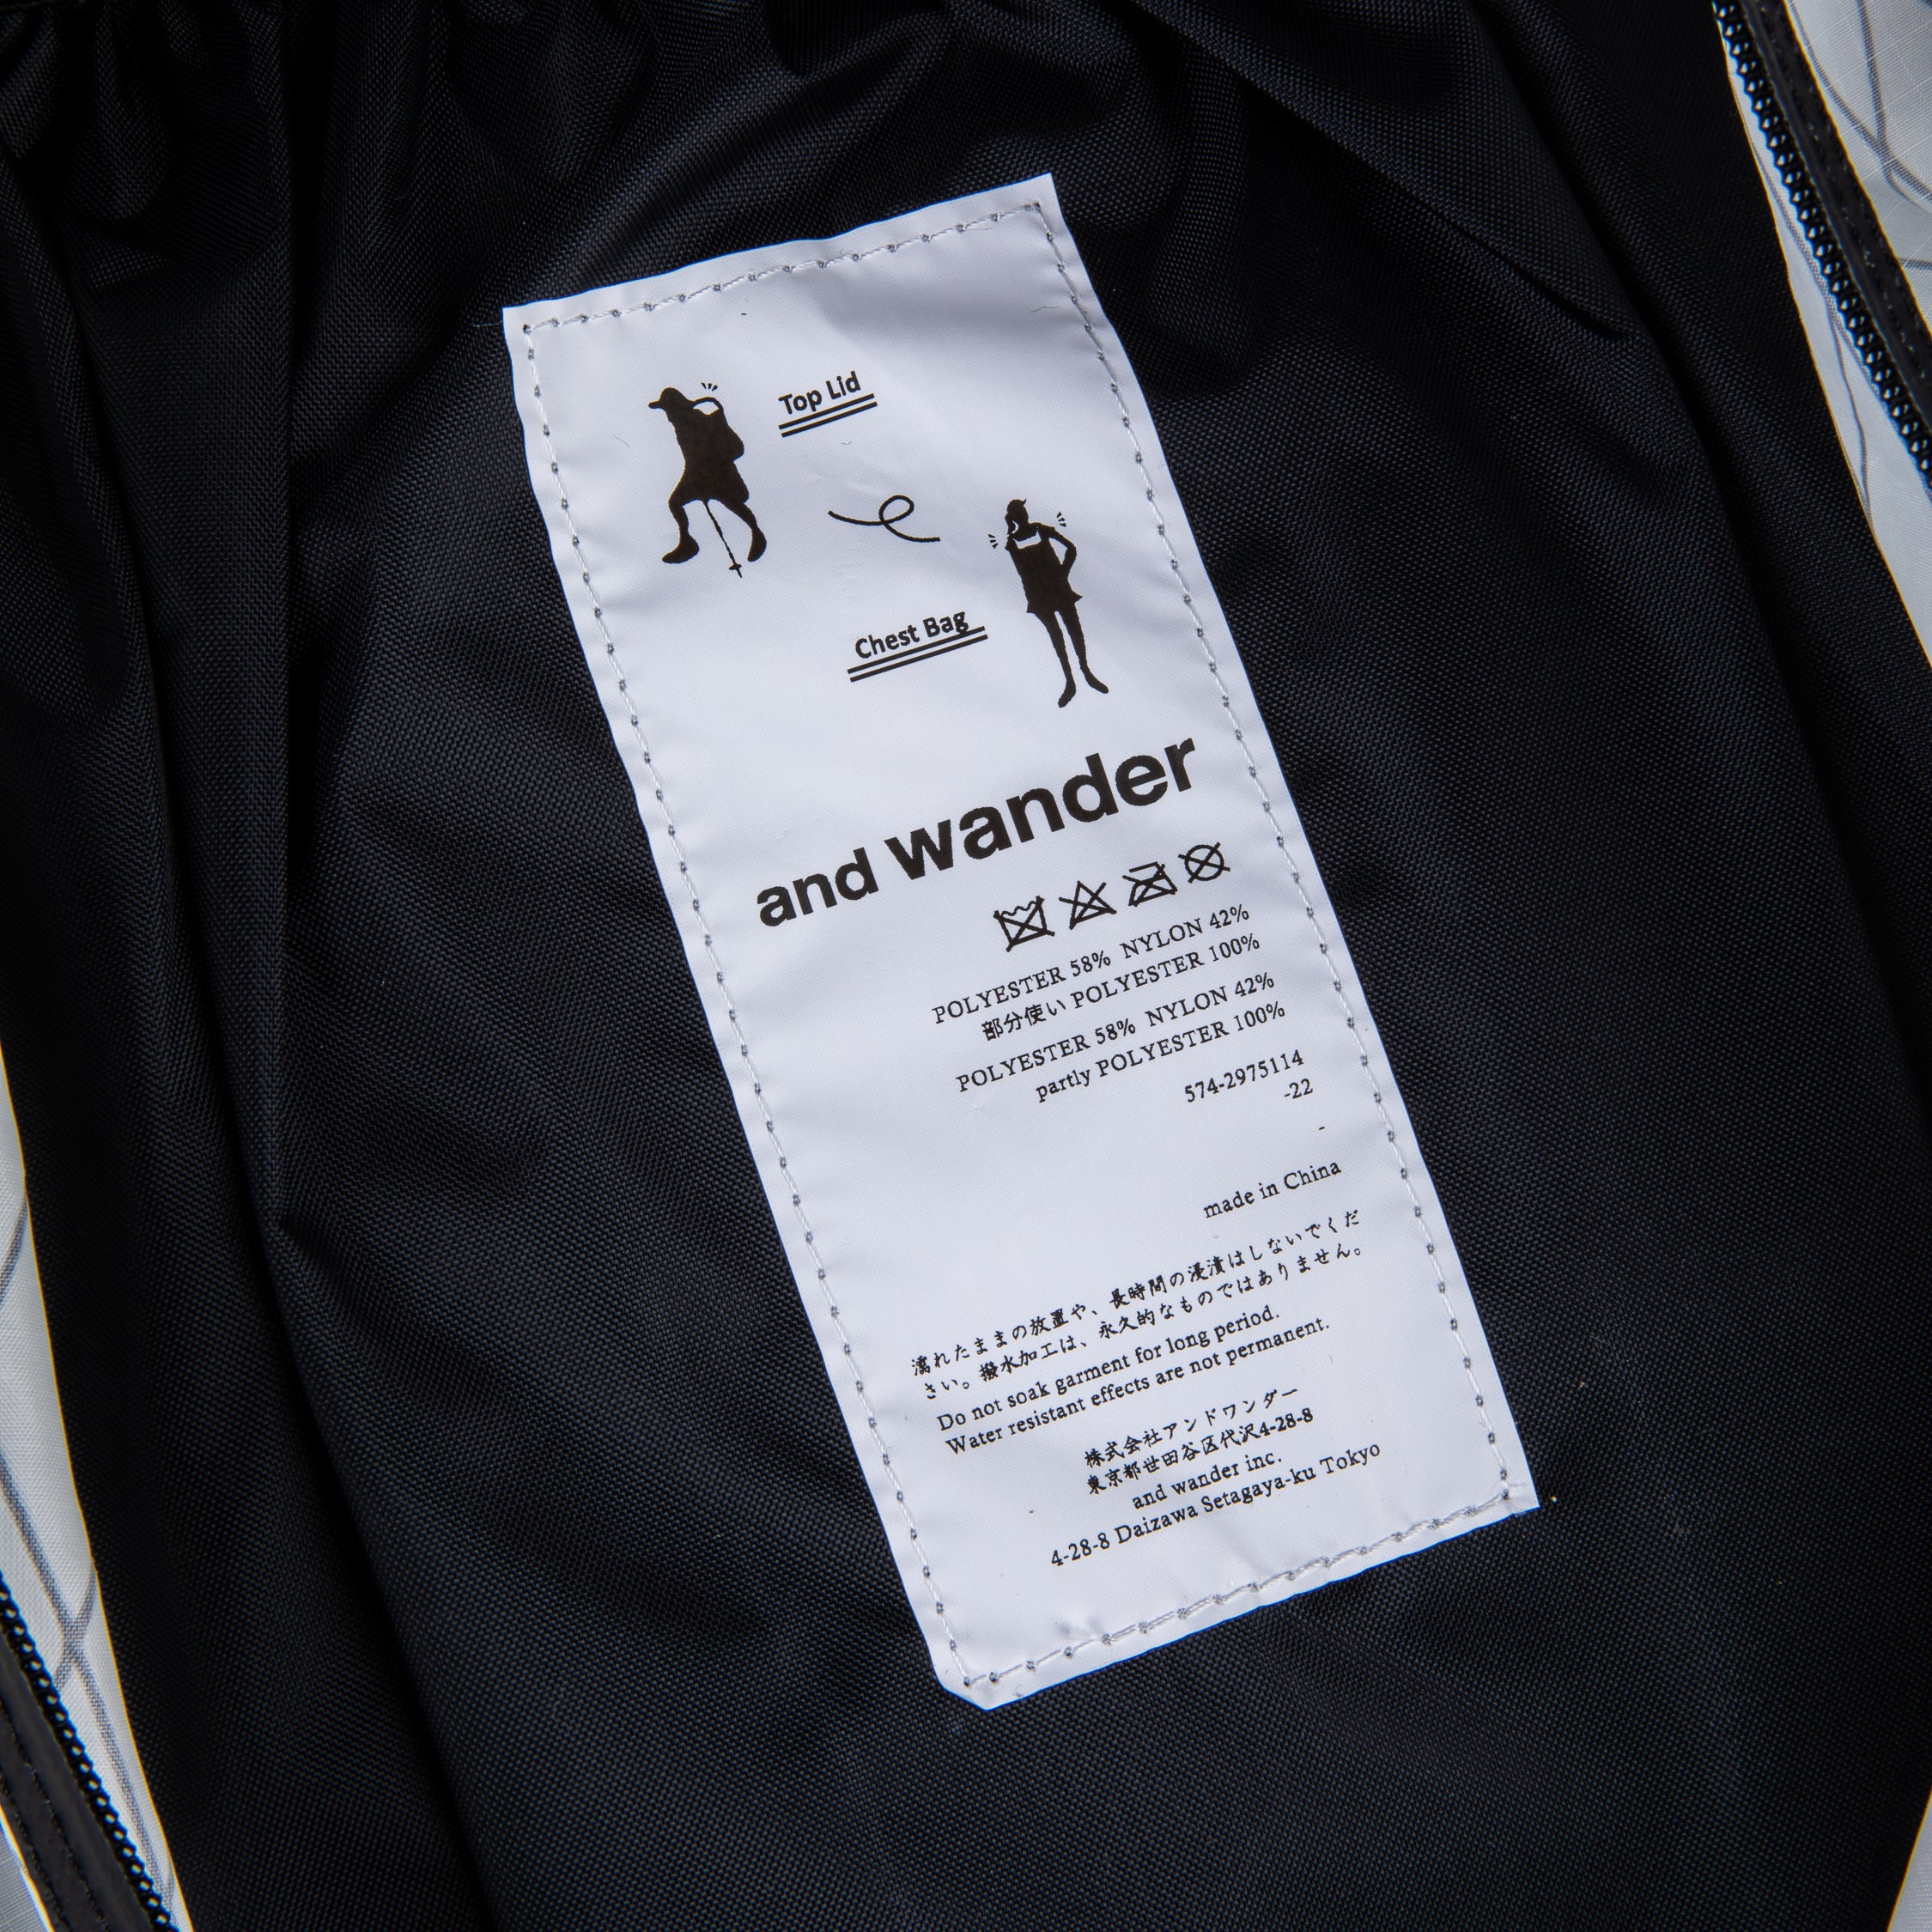 Top Lid
Chest Bag
and wander
POLYESTER 58% NYLON 42%
部分使い POLYESTER 100%
POLYESTER 58% NYLON 42%
partly POLYESTER 100%
574-2975114
-22
-
made in China
濡れたままの放置や、長時間の浸漬はしないでくだ
さい。撥水加工は、永久的なものではありません。
Do not soak garment for long period.
Water resistant effects are not permanent.
株式会社アンドワンダー
東京都世田谷区代沢4-28-8
and wander inc.
4-28-8 Daizawa Setagaya-ku Tokyo